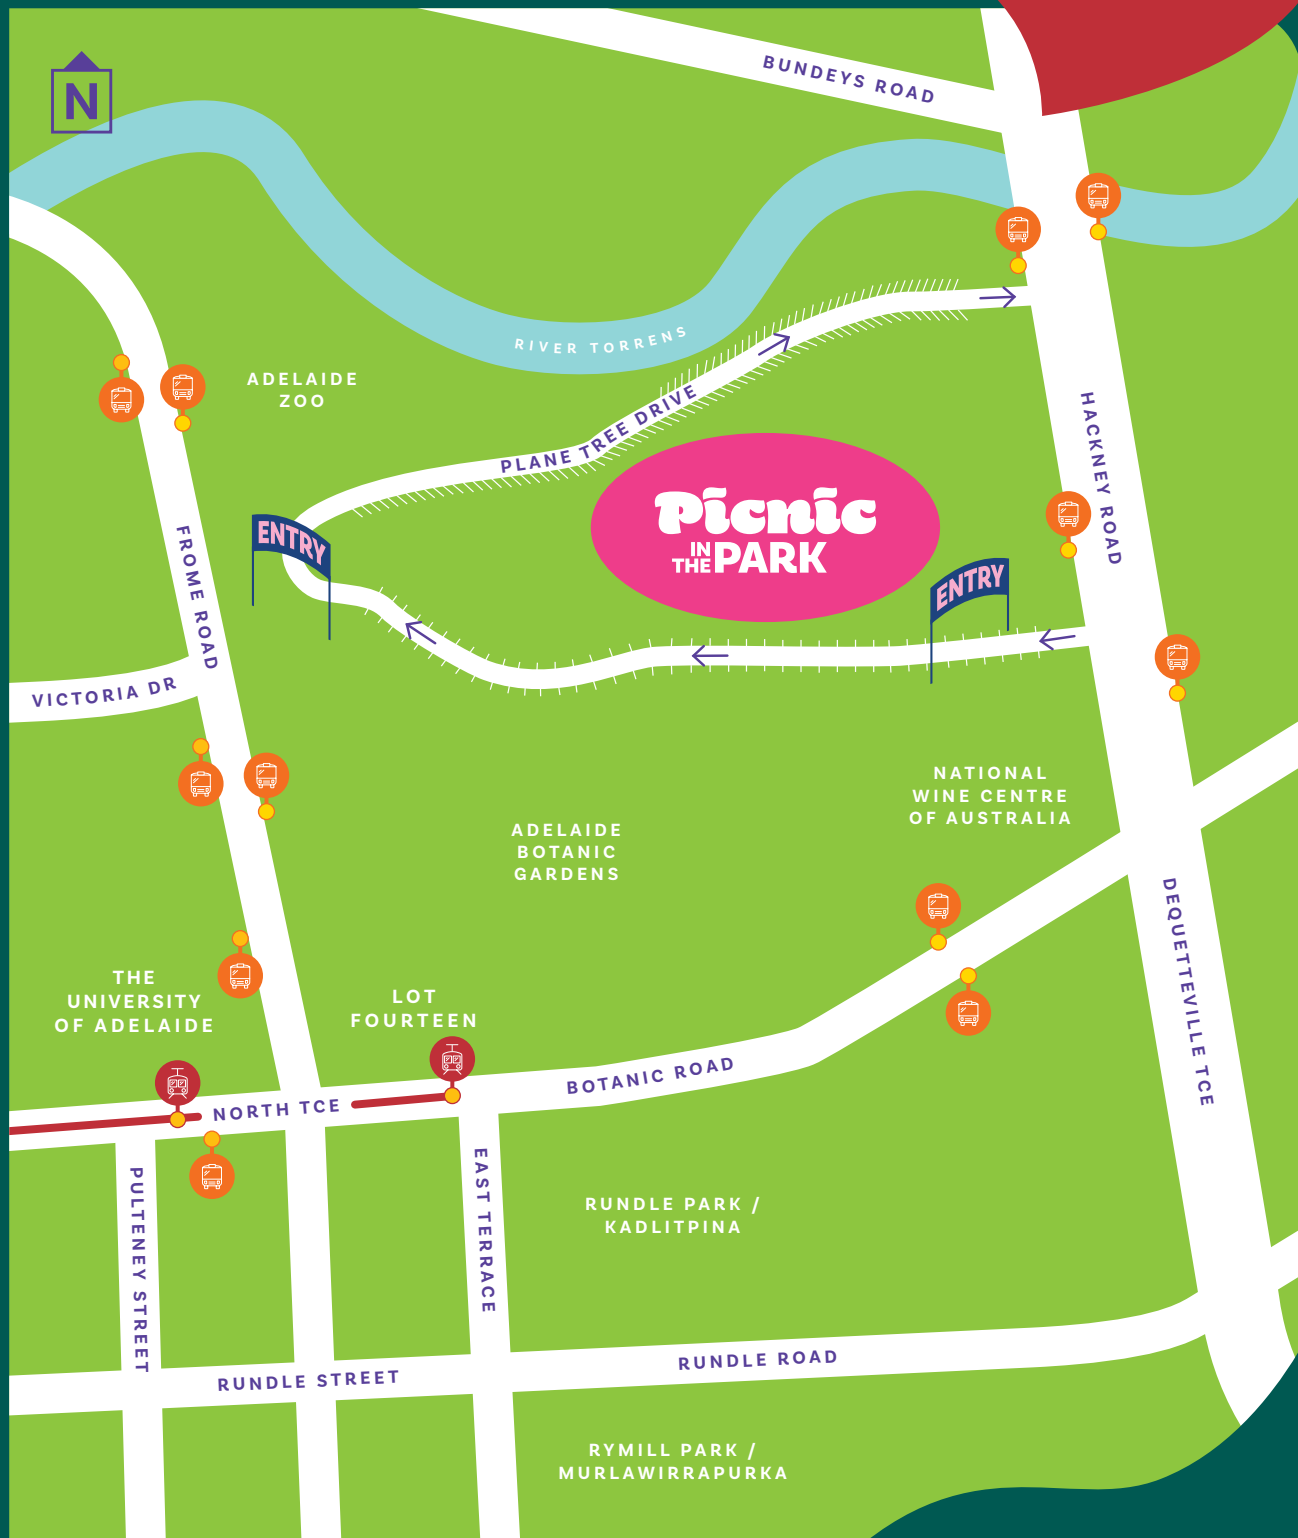 BUNDEYS ROAD
N
RIVER TORRENS
ADELAIDE
ZOO
PLANE TREE DRIVE
HACKNEY ROAD
Picnic
IN
THE PARK
ENTRY
ENTRY
FROME ROAD
VICTORIA DR
NATIONAL
WINE CENTRE
OF AUSTRALIA
ADELAIDE
BOTANIC
GARDENS
DEQUETTEVILLE TCE
THE
UNIVERSITY
OF ADELAIDE
LOT
FOURTEEN
BOTANIC ROAD
NORTH TCE
PULTENEY STREET
EAST TERRACE
RUNDLE PARK /
KADLITPINA
RUNDLE STREET
RUNDLE ROAD
RYMILL PARK /
MURLAWIRRAPURKA